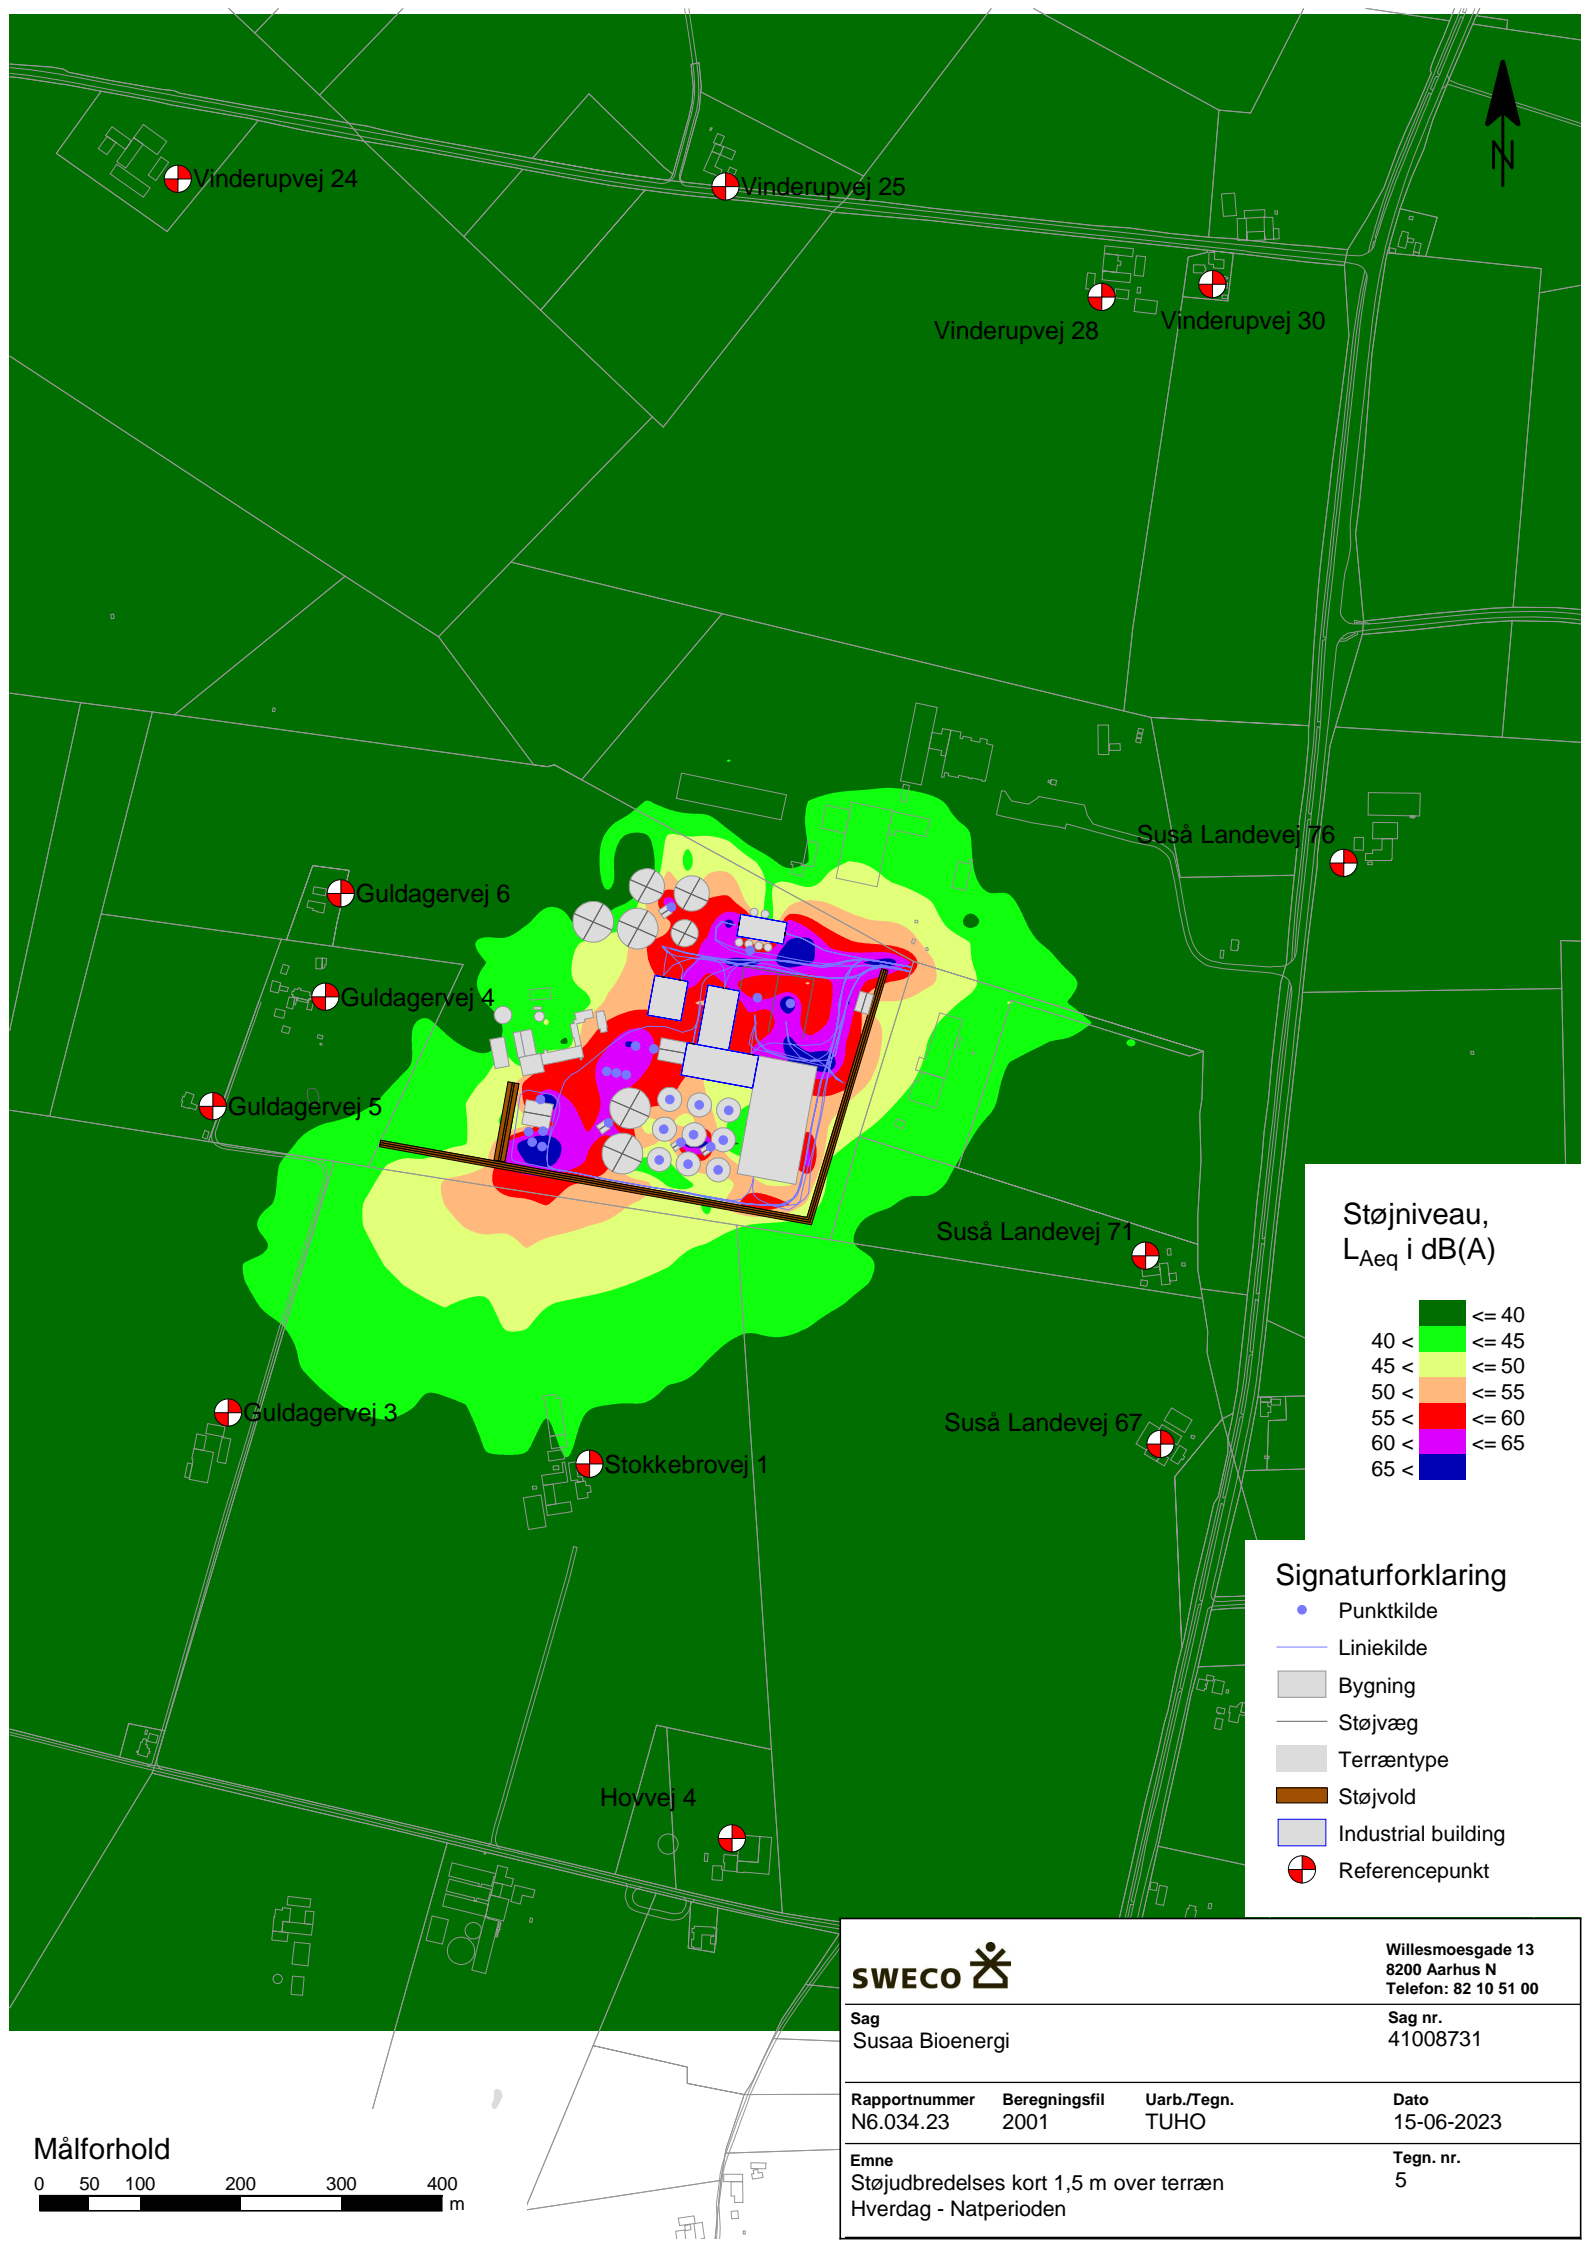 Vinderupvej 24
Vinderupvej 25
N
Vinderupvej 28
Vinderupvej 30
Suså Landevej 76
Guldagervej 6
Guldagervej 4
Guldagervej 5
Suså Landevej 71
Guldagervej 3
Suså Landevej 67
Stokkebrovej 1
Hovvej 4
Støjniveau,
LAeq i dB(A)
<= 40
40 < <= 45
45 < <= 50
50 < <= 55
55 < <= 60
60 < <= 65
65 <
Signaturforklaring
Punktkilde
Liniekilde
Bygning
Støjvæg
Terræntype
Støjvold
Industrial building
Referencepunkt
SWECO
Willesmoesgade 13
8200 Aarhus N
Telefon: 82 10 51 00
Sag
Susaa Bioenergi
Sag nr.
41008731
Rapportnummer
N6.034.23
Beregningsfil
2001
Uarb./Tegn.
TUHO
Dato
15-06-2023
Emne
Støjudbredelses kort 1,5 m over terræn
Hverdag - Natperioden
Tegn. nr.
5
Målforhold
0 50 100 200 300 400
m